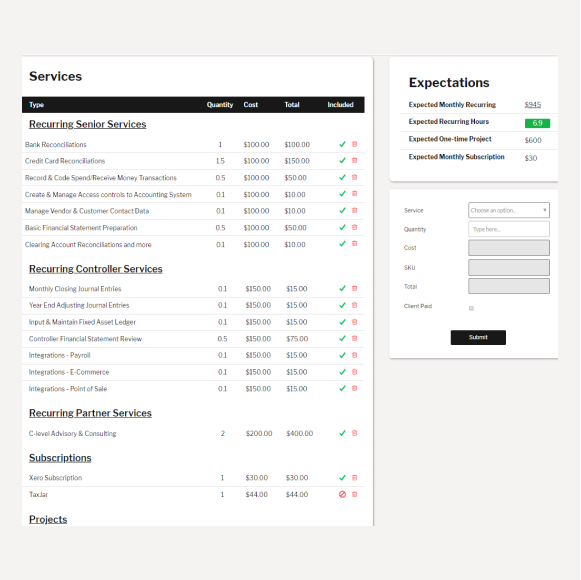 Services
Type Quantity Cost Total Included
Recurring Senior Services
Bank Reconciliations 1 $100.00 $100.00
Credit Card Reconciliations 1.5 $100.00 $150.00
Record & Code Spend/Receive Money Transactions 0.5 $100.00 $50.00
Create & Manage Access controls to Accounting System 0.1 $100.00 $10.00
Manage Vendor & Customer Contact Data 0.1 $100.00 $10.00
Basic Financial Statement Preparation 0.5 $100.00 $50.00
Clearing Account Reconciliations and more 0.1 $100.00 $10.00
Recurring Controller Services
Monthly Closing Journal Entries 0.1 $150.00 $15.00
Year End Adjusting Journal Entries 0.1 $150.00 $15.00
Input & Maintain Fixed Asset Ledger 0.1 $150.00 $15.00
Controller Financial Statement Review 0.5 $150.00 $75.00
Integrations - Payroll 0.1 $150.00 $15.00
Integrations - E-Commerce 0.1 $150.00 $15.00
Integrations - Point of Sale 0.1 $150.00 $15.00
Recurring Partner Services
C-level Advisory & Consulting 2 $200.00 $400.00
Subscriptions
Xero Subscription 1 $30.00 $30.00
TaxJar 1 $44.00 $44.00
Projects
Expectations
Expected Monthly Recurring $945
Expected Recurring Hours 6.9
Expected One-time Project $600
Expected Monthly Subscription $30
Service Choose an option...
Quantity Type here...
Cost
SKU
Total
Client Paid
Submit